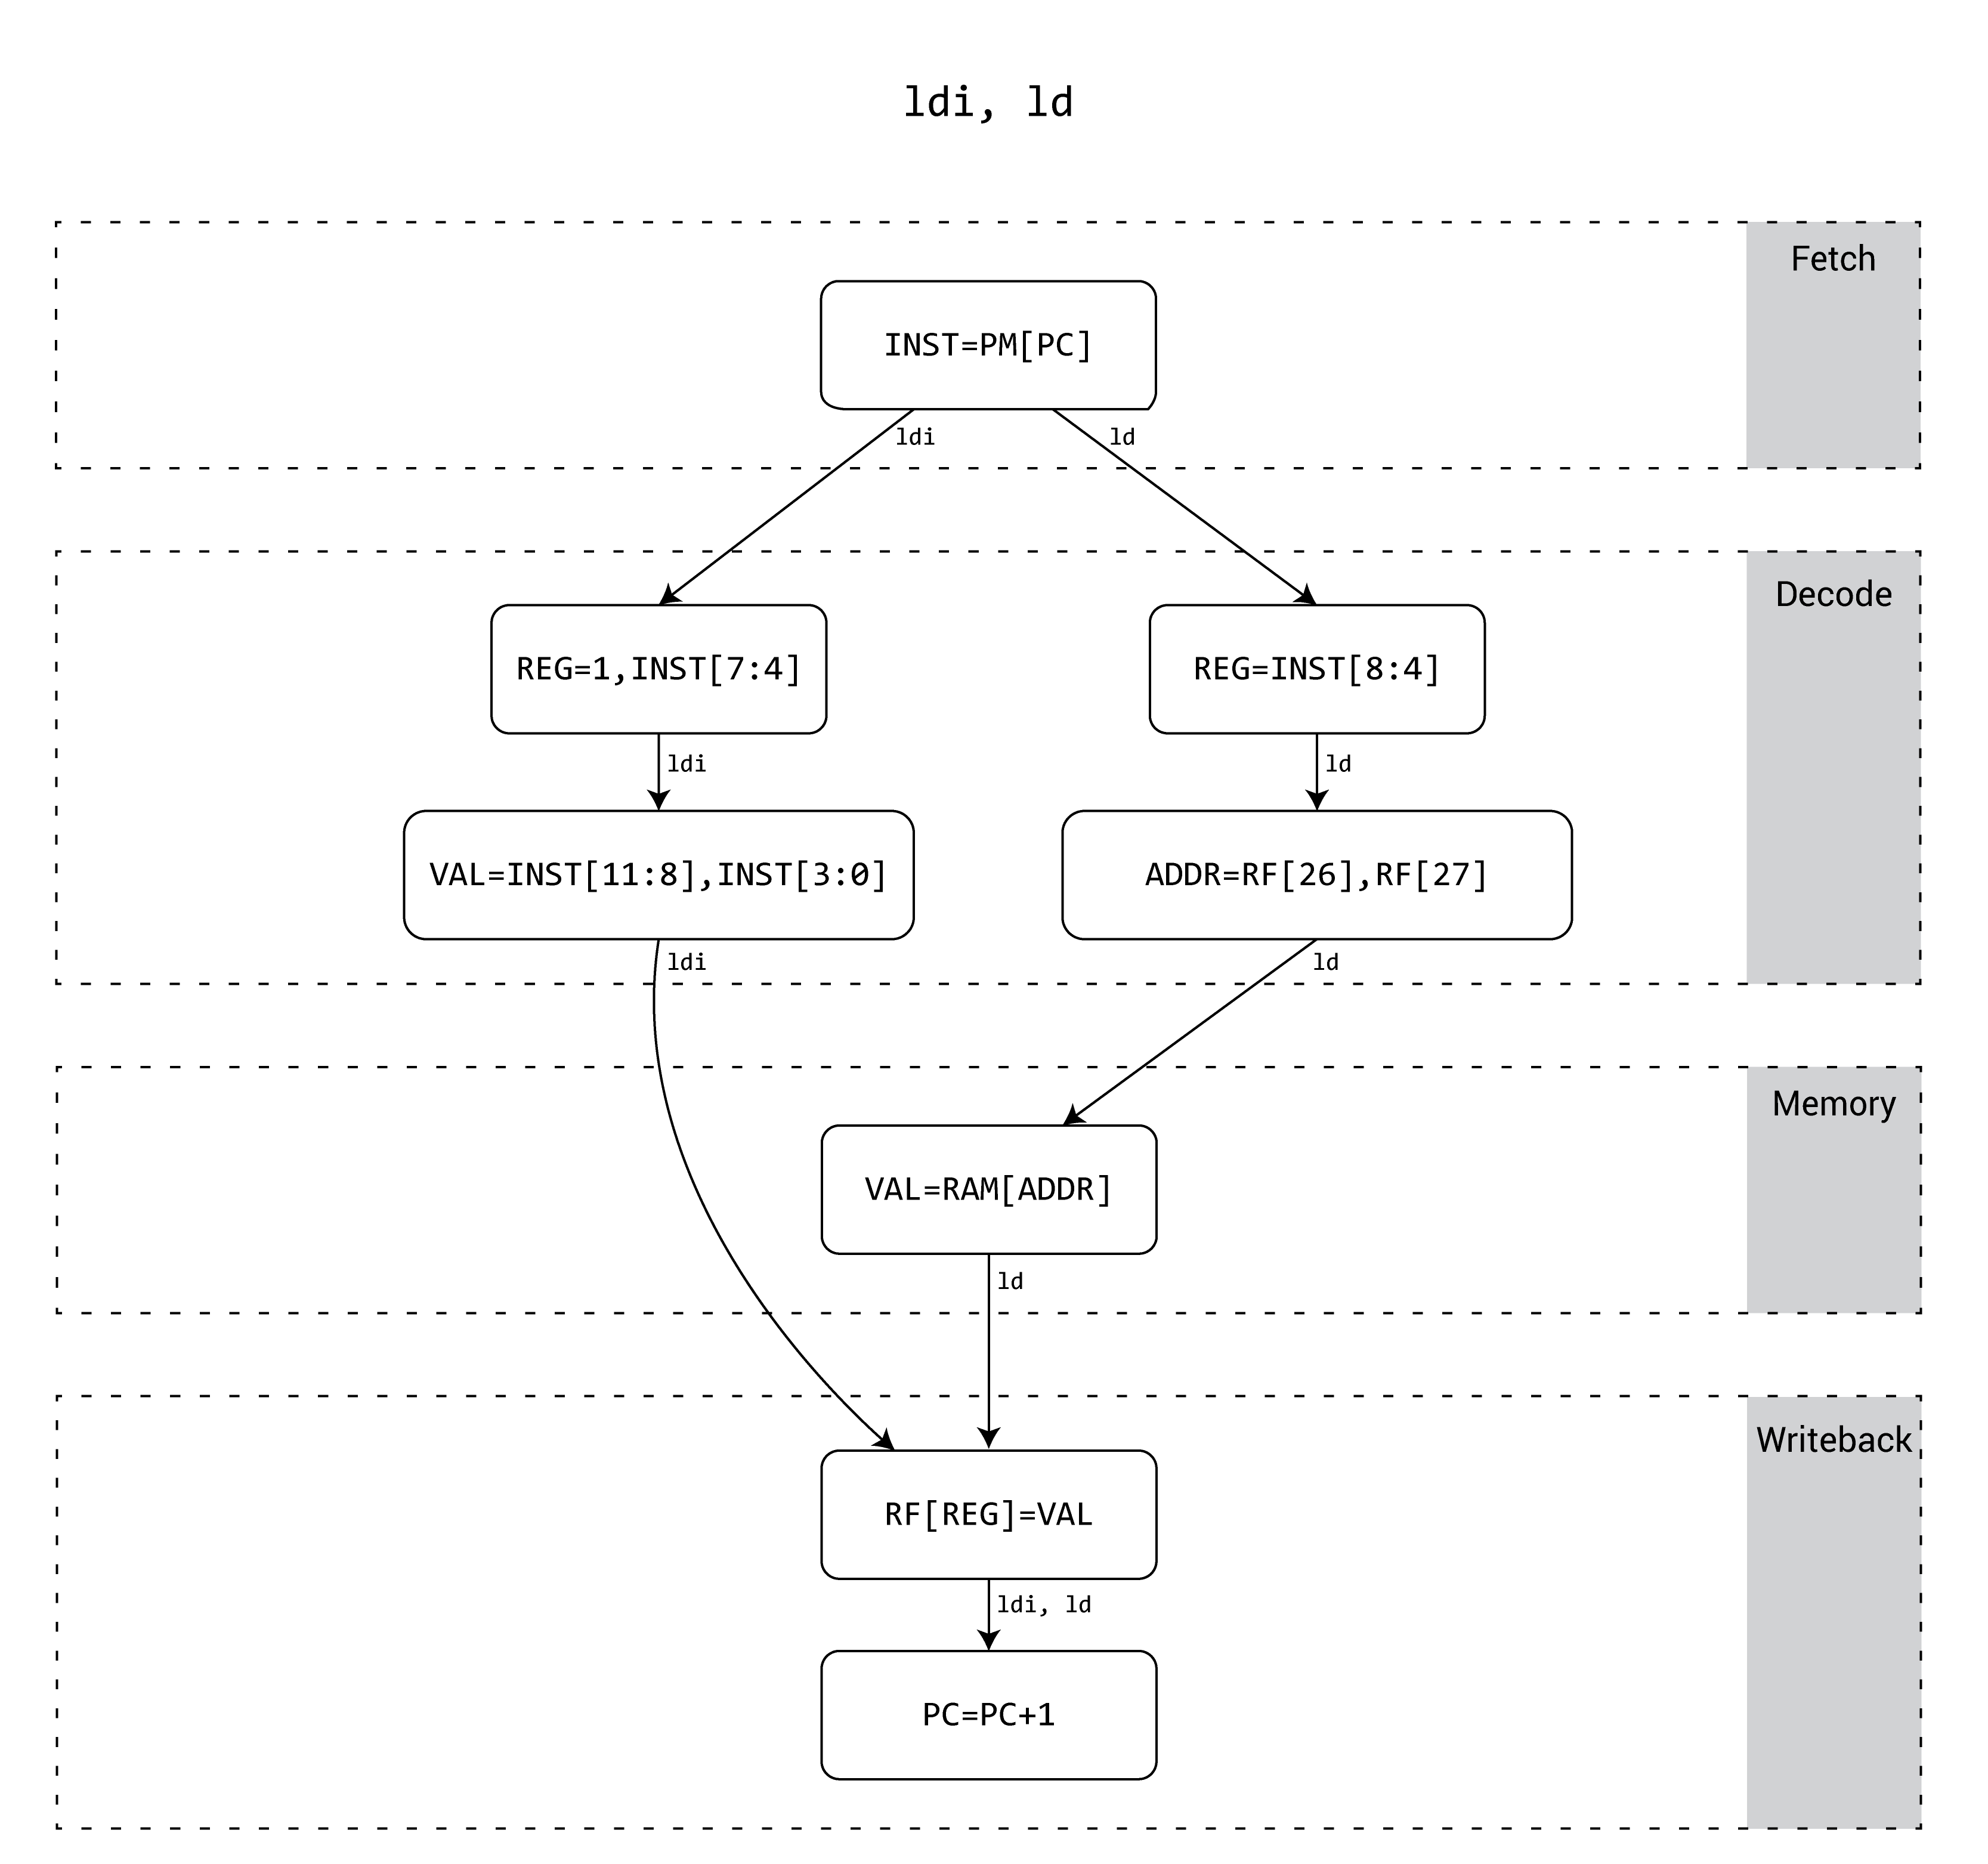 ldi, ld
Fetch
INST=PM[PC]
ldi
ld
Decode
REG=1,INST[7:4]
REG=INST[8:4]
ldi
ld
VAL=INST[11:8],INST[3:0]
ADDR=RF[26],RF[27]
ldi
ld
Memory
VAL=RAM[ADDR]
ld
Writeback
RF[REG]=VAL
ldi, ld
PC=PC+1